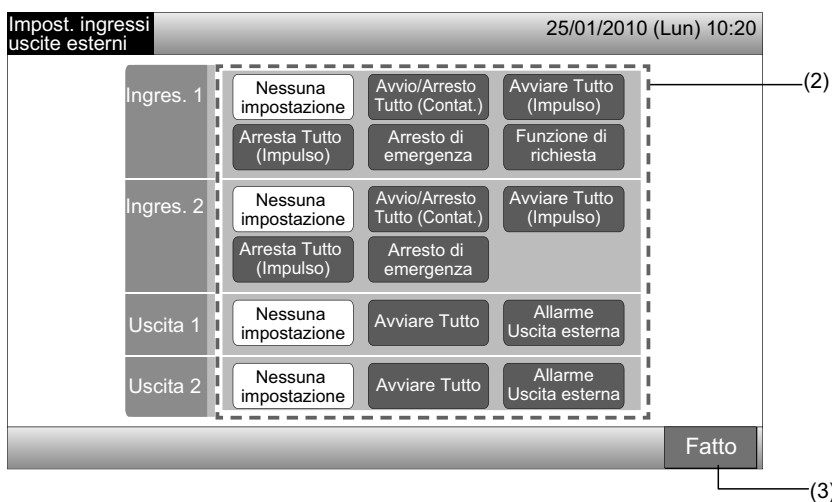 Impost. ingressi
uscite esterni
25/01/2010 (Lun) 10:20
Ingres. 1
Nessuna
impostazione
Avvio/Arresto
Tutto (Contat.)
Avviare Tutto
(Impulso)
Arresta Tutto
(Impulso)
Arresto di
emergenza
Funzione di
richiesta
(2)
Ingres. 2
Nessuna
impostazione
Avvio/Arresto
Tutto (Contat.)
Avviare Tutto
(Impulso)
Arresta Tutto
(Impulso)
Arresto di
emergenza
Uscita 1
Nessuna
impostazione
Avviare Tutto
Allarme
Uscita esterna
Uscita 2
Nessuna
impostazione
Avviare Tutto
Allarme
Uscita esterna
Fatto
(3)